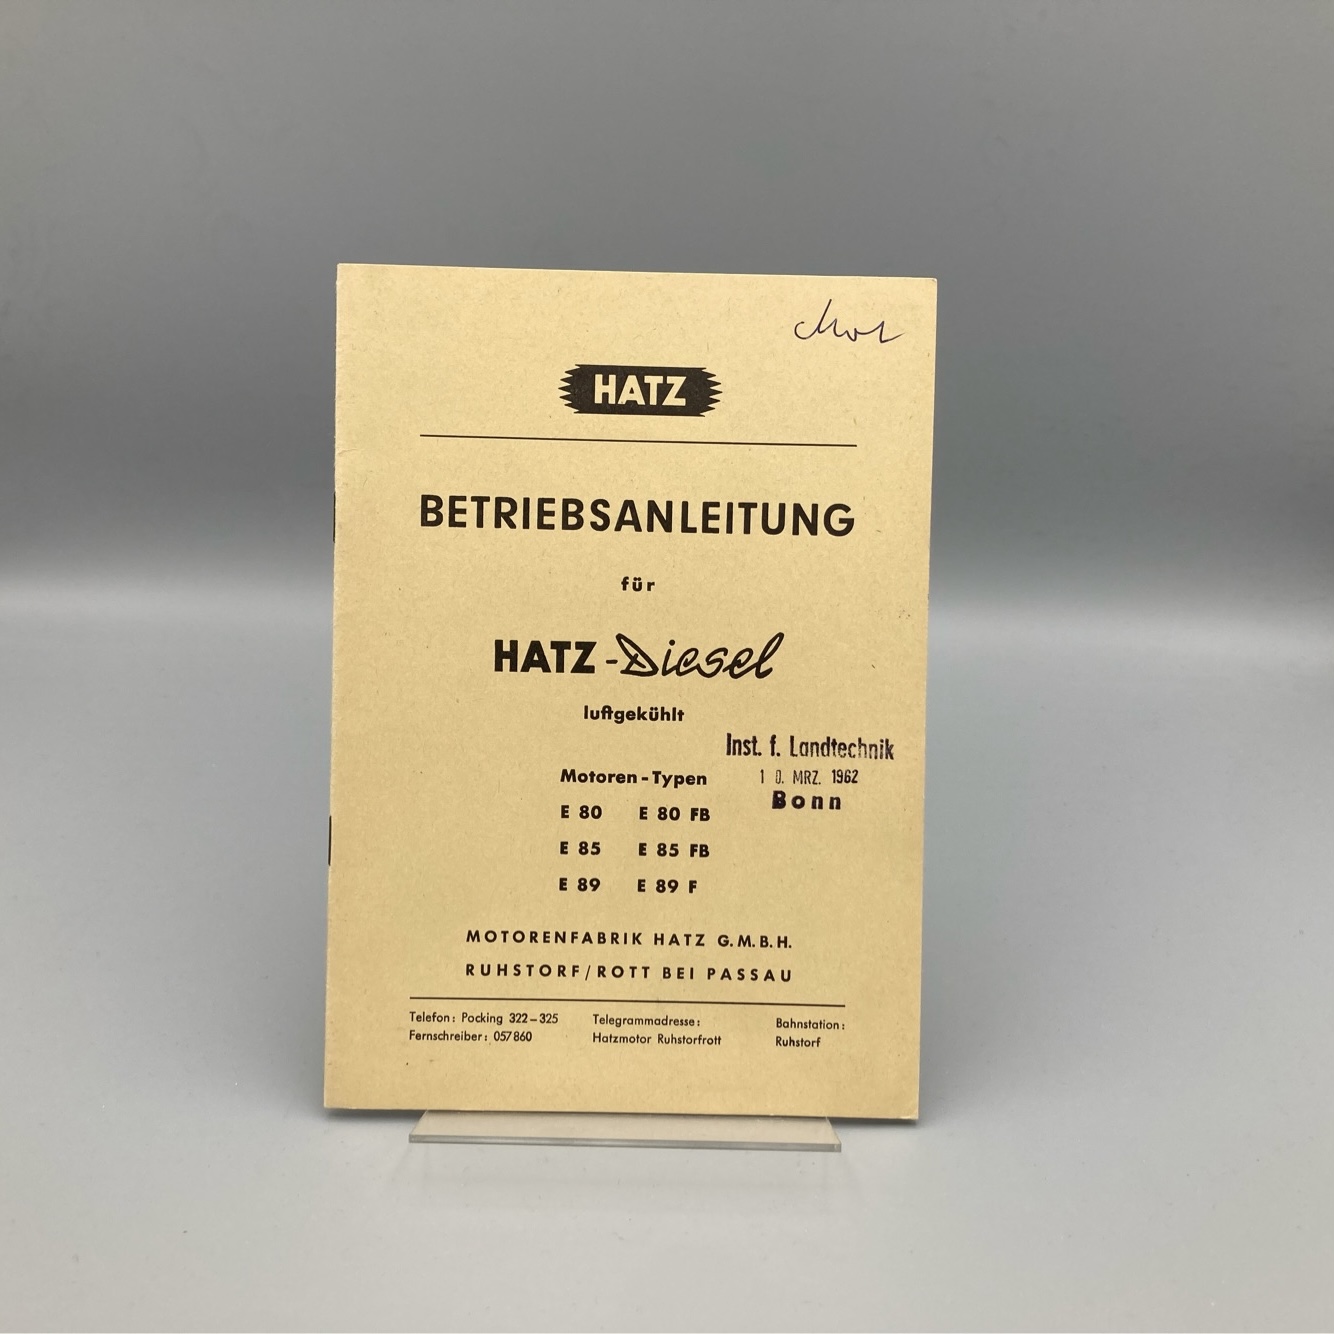 HATZ
BETRIEBSANLEITUNG
für
HATZ-Diesel
luftgekühlt
Inst. f. Landtechnik
10. MRZ. 1962
Bonn
Motoren-Typen
E 80 E 80 FB
E 85 E 85 FB
E 89 E 89 F
MOTORENFABRIK HATZ G.M.B.H.
RUHSTORF/ROTT BEI PASSAU
Telefon: Pocking 322–325 Telegrammadresse: Bahnstation:
Fernschreiber: 057860 Hatzmotor Ruhstorfrott Ruhstorf